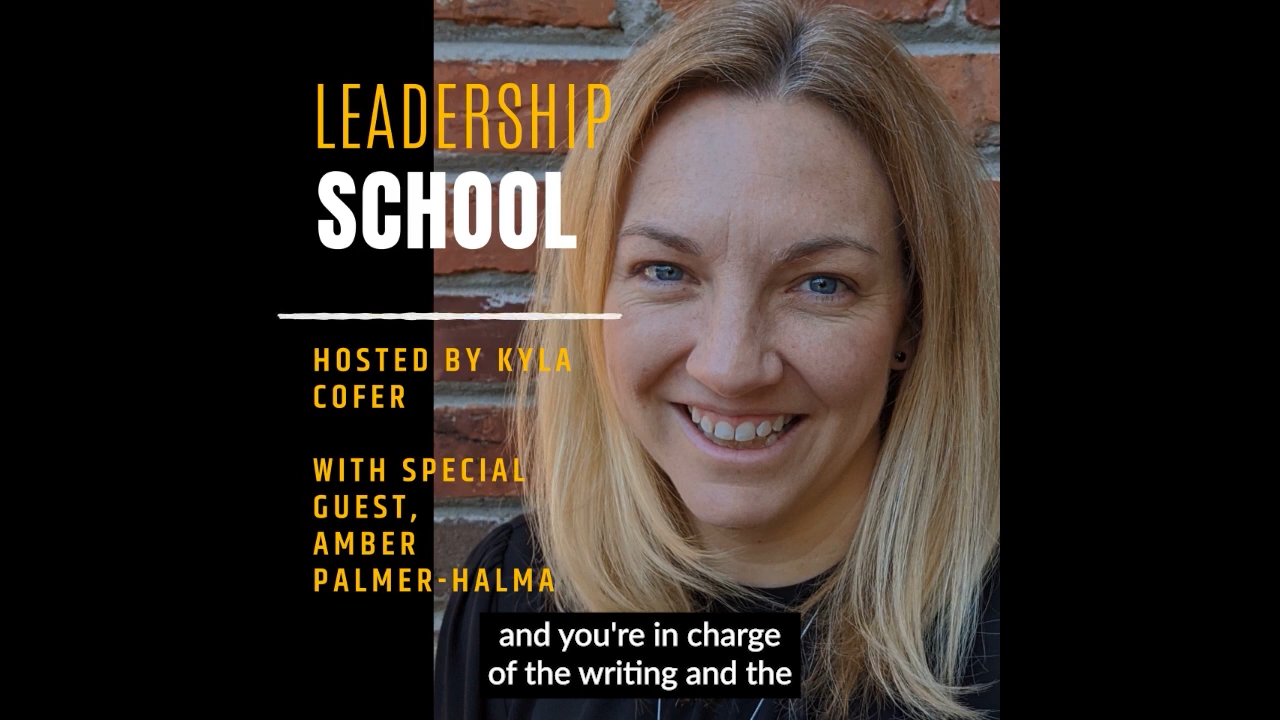 LEADERSHIP
SCHOOL
HOSTED BY KYLA
COFER
WITH SPECIAL
GUEST,
AMBER
PALMER-HALMA
and you're in charge
of the writing and the